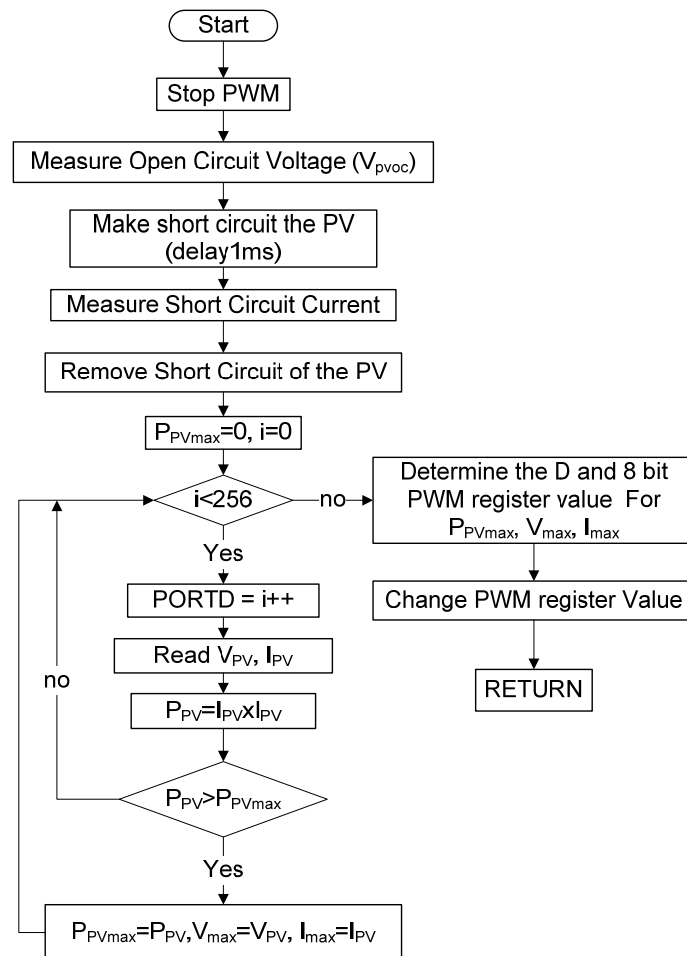 Start
Stop PWM
Measure Open Circuit Voltage (Vpvoc)
Make short circuit the PV
(delay1ms)
Measure Short Circuit Current
Remove Short Circuit of the PV
PPVmax=0, i=0
i<256
no
Determine the D and 8 bit
PWM register value For
PPVmax, Vmax, Imax
Yes
Change PWM register Value
PORTD = i++
RETURN
Read VPV, IPV
no
PPV=IPVxIPV
PPV>PPVmax
Yes
PPVmax=PPV,Vmax=VPV, Imax=IPV